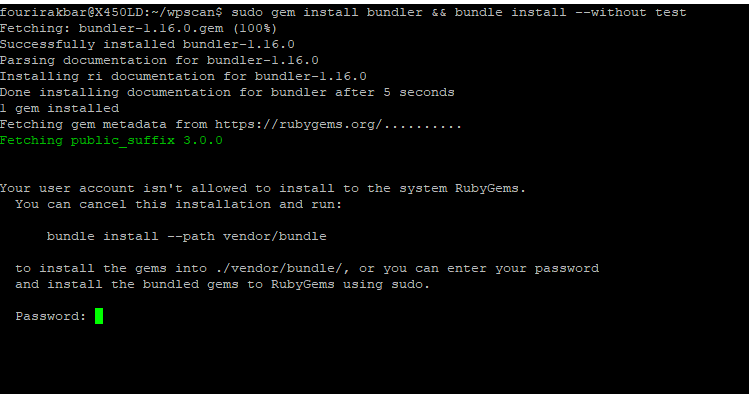 fourirakbar@X450LD:~/wpscan$ sudo gem install bundler && bundle install --without test
Fetching: bundler-1.16.0.gem (100%)
Successfully installed bundler-1.16.0
Parsing documentation for bundler-1.16.0
Installing ri documentation for bundler-1.16.0
Done installing documentation for bundler after 5 seconds
1 gem installed
Fetching gem metadata from https://rubygems.org/..........
Fetching public_suffix 3.0.0
Your user account isn't allowed to install to the system RubyGems.
You can cancel this installation and run:
bundle install --path vendor/bundle
to install the gems into ./vendor/bundle/, or you can enter your password
and install the bundled gems to RubyGems using sudo.
Password: